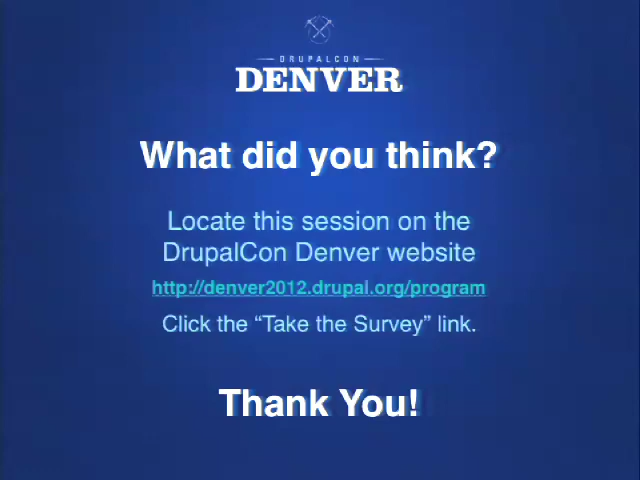 DRUPALCON
DENVER
What did you think?
Locate this session on the
DrupalCon Denver website
http://denver2012.drupal.org/program
Click the “Take the Survey” link.
Thank You!